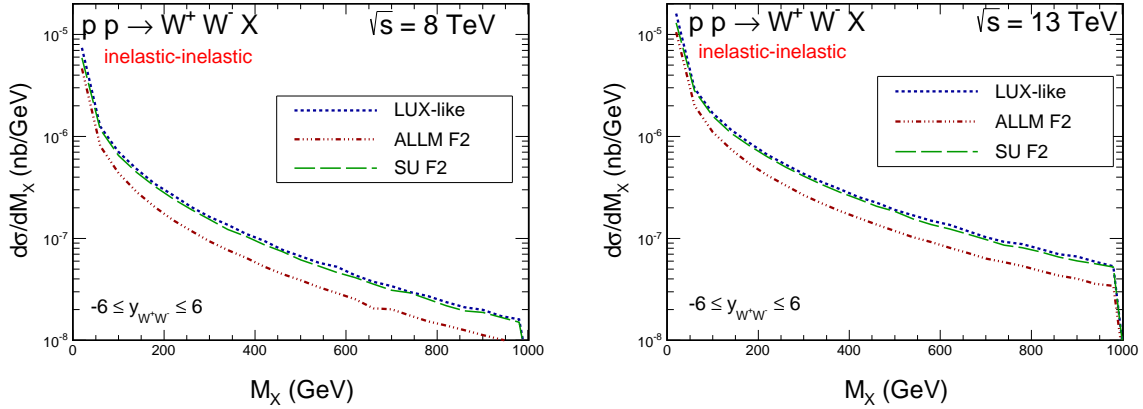 p p → W⁺ W⁻ X √s = 8 TeV
inelastic-inelastic
LUX-like
ALLM F2
SU F2
-6 ≤ y_{W⁺W⁻} ≤ 6
dσ/dM_X (nb/GeV)
10⁻⁵
10⁻⁶
10⁻⁷
10⁻⁸
0 200 400 600 800 1000
M_X (GeV)
p p → W⁺ W⁻ X √s = 13 TeV
inelastic-inelastic
LUX-like
ALLM F2
SU F2
-6 ≤ y_{W⁺W⁻} ≤ 6
dσ/dM_X (nb/GeV)
10⁻⁵
10⁻⁶
10⁻⁷
10⁻⁸
0 200 400 600 800 1000
M_X (GeV)